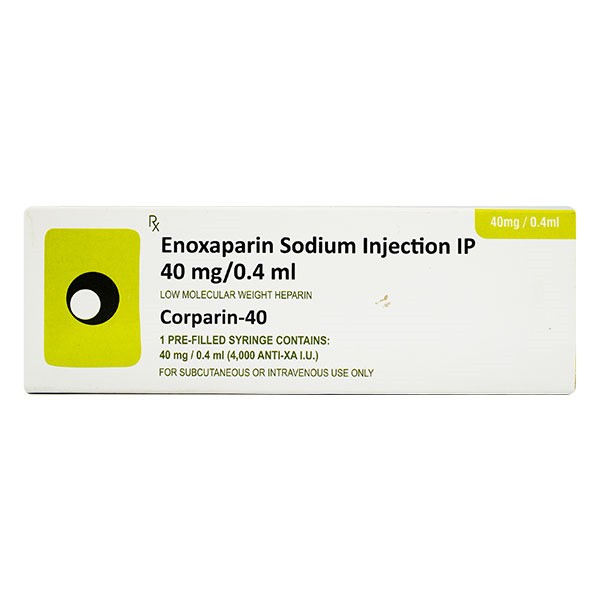 Rx
40mg / 0.4ml
Enoxaparin Sodium Injection IP
40 mg/0.4 ml
LOW MOLECULAR WEIGHT HEPARIN
Corparin-40
1 PRE-FILLED SYRINGE CONTAINS:
40 mg / 0.4 ml (4,000 ANTI-XA I.U.)
FOR SUBCUTANEOUS OR INTRAVENOUS USE ONLY